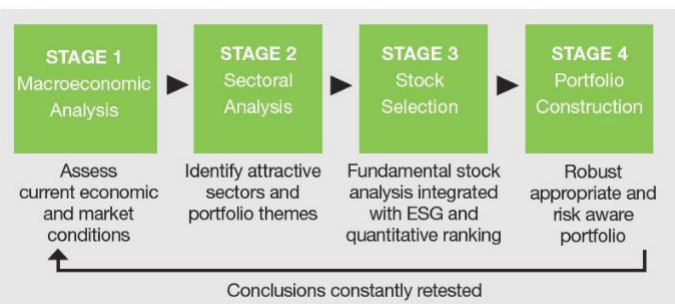 STAGE 1
Macroeconomic
Analysis
STAGE 2
Sectoral
Analysis
STAGE 3
Stock
Selection
STAGE 4
Portfolio
Construction
Assess
current economic
and market
conditions
Identify attractive
sectors and
portfolio themes
Fundamental stock
analysis integrated
with ESG and
quantitative ranking
Robust
appropriate and
risk aware
portfolio
Conclusions constantly retested